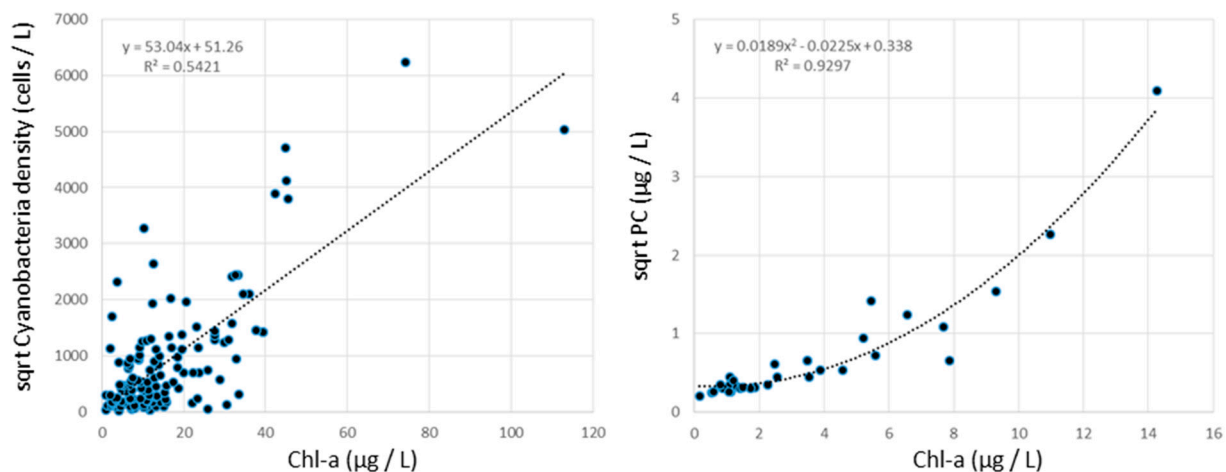 sqrt Cyanobacteria density (cells / L)
7000
6000
5000
4000
3000
2000
1000
0
y = 53.04x + 51.26
R² = 0.5421
0 20 40 60 80 100 120
Chl-a (µg / L)
sqrt PC (µg / L)
5
4
3
2
1
0
y = 0.0189x² - 0.0225x + 0.338
R² = 0.9297
0 2 4 6 8 10 12 14 16
Chl-a (µg / L)